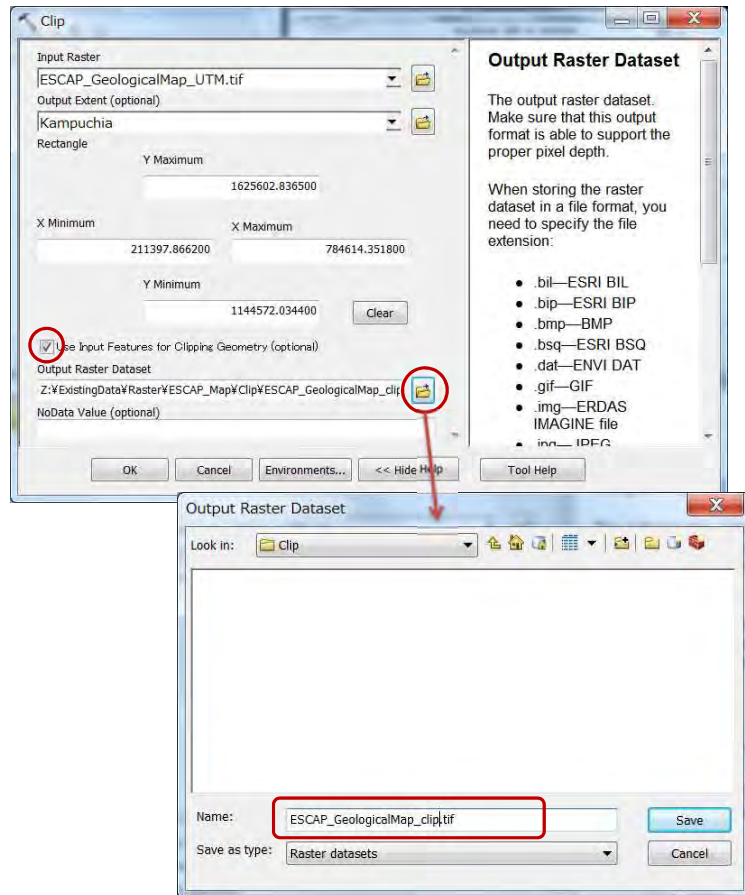 Clip
Input Raster
ESCAP_GeologicalMap_UTM.tif
Output Extent (optional)
Kampuchia
Rectangle
Y Maximum
1625602.836500
X Minimum
X Maximum
211397.866200
784614.351800
Y Minimum
1144572.034400
Clear
Use Input Features for Clipping Geometry (optional)
Output Raster Dataset
Z:¥ExistingData¥Raster¥ESCAP_Map¥Clip¥ESCAP_GeologicalMap_clip
NoData Value (optional)
OK
Cancel
Environments...
<< Hide Help
Tool Help
Output Raster Dataset
The output raster dataset.
Make sure that this output
format is able to support the
proper pixel depth.
When storing the raster
dataset in a file format, you
need to specify the file
extension:
● .bil—ESRI BIL
● .bip—ESRI BIP
● .bmp—BMP
● .bsq—ESRI BSQ
● .dat—ENVI DAT
● .gif—GIF
● .img—ERDAS
IMAGINE file
● .jpg—JPEG
Output Raster Dataset
Look in:
Clip
Name:
ESCAP_GeologicalMap_clip.tif
Save
Save as type:
Raster datasets
Cancel